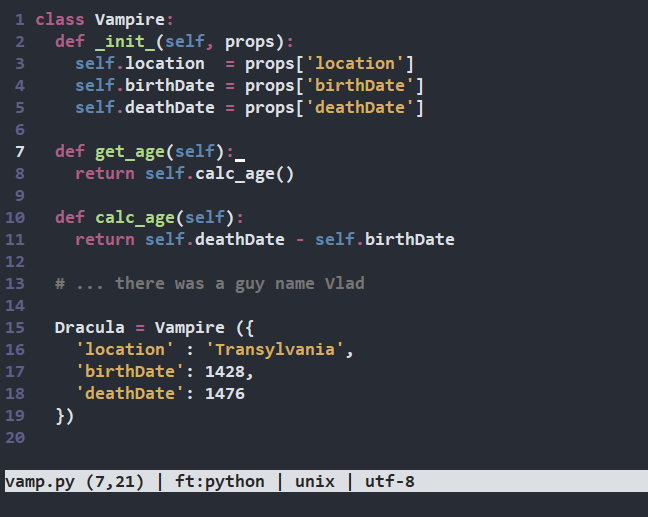 1 class Vampire:
2   def _init_(self, props):
3     self.location  = props['location']
4     self.birthDate = props['birthDate']
5     self.deathDate = props['deathDate']
6
7   def get_age(self):_
8     return self.calc_age()
9
10   def calc_age(self):
11     return self.deathDate - self.birthDate
12
13   # ... there was a guy name Vlad
14
15   Dracula = Vampire ({
16     'location' : 'Transylvania',
17     'birthDate': 1428,
18     'deathDate': 1476
19   })
20
vamp.py (7,21) | ft:python | unix | utf-8